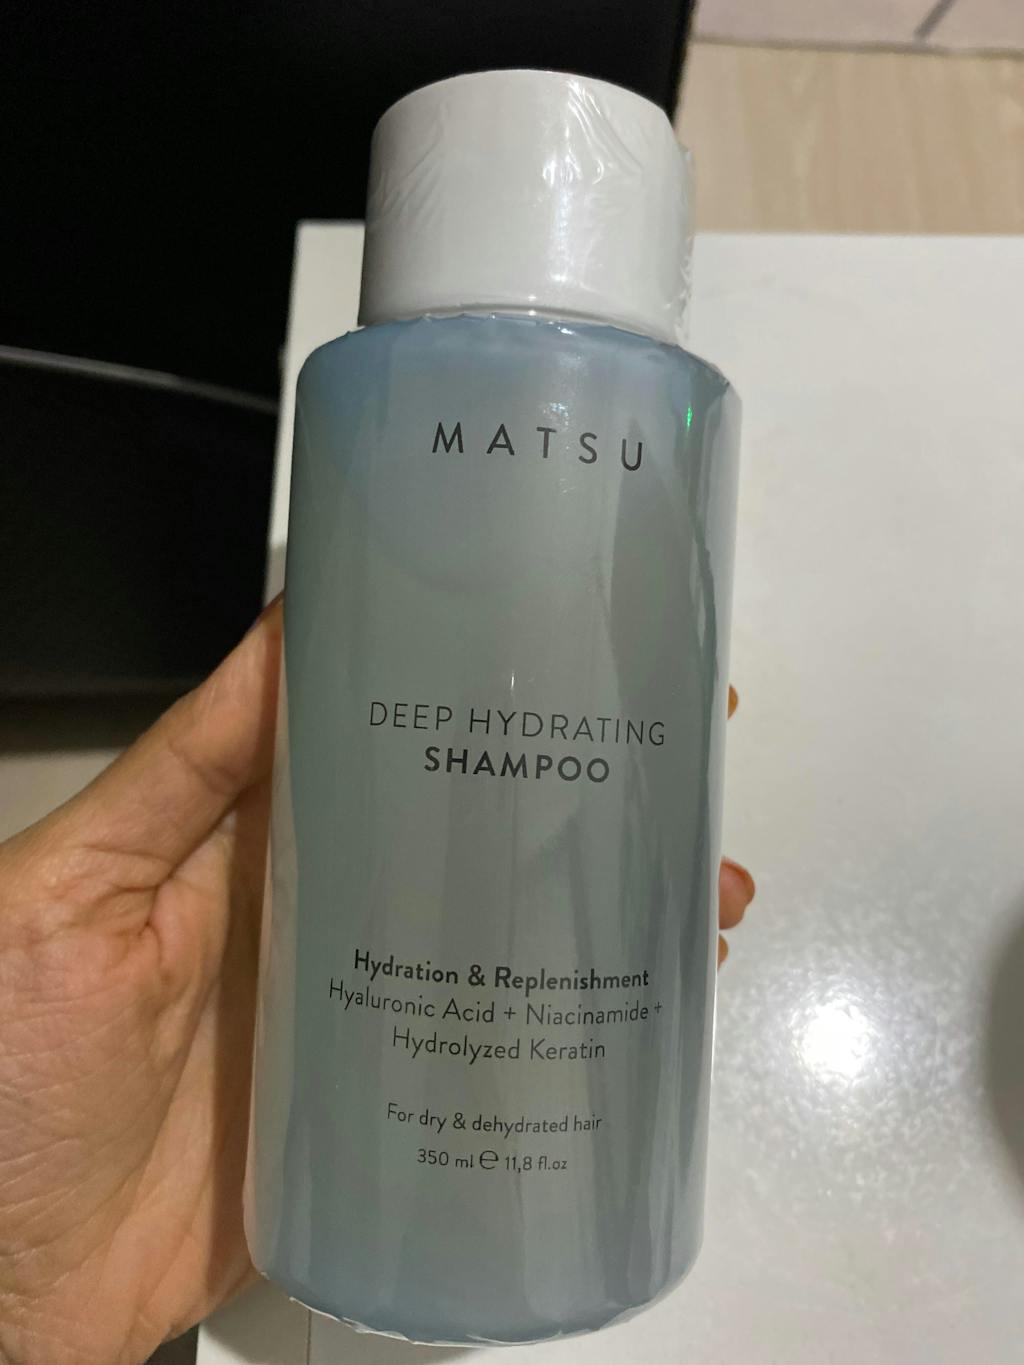 MATSU
DEEP HYDRATING
SHAMPOO
Hydration & Replenishment
Hyaluronic Acid + Niacinamide +
Hydrolyzed Keratin
For dry & dehydrated hair
350 ml ℮ 11,8 fl.oz